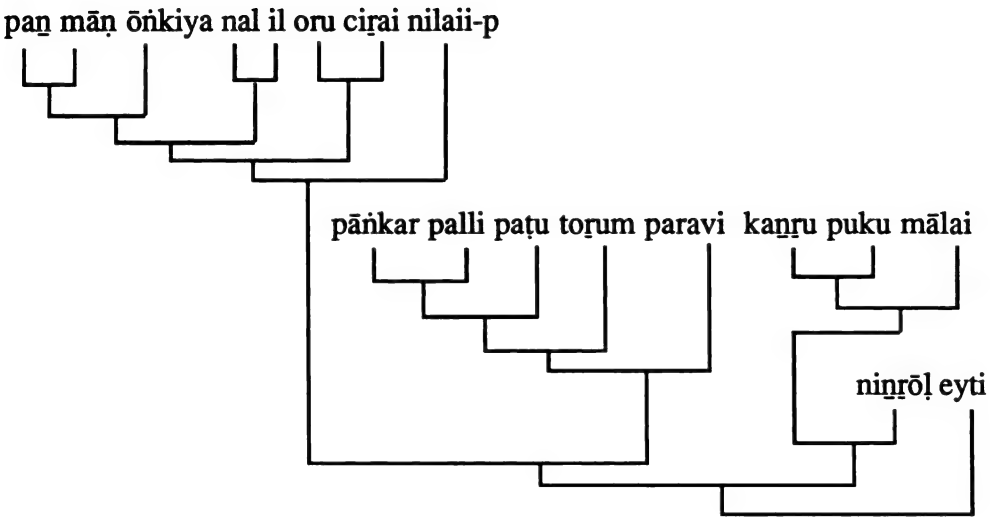 paṉ māṇ ōṅkiya nal il oru ciṟai nilaii-p
pāṅkar palli paṭu toṟum paravi kaṉṟu puku mālai
niṉṟōḷ eyti